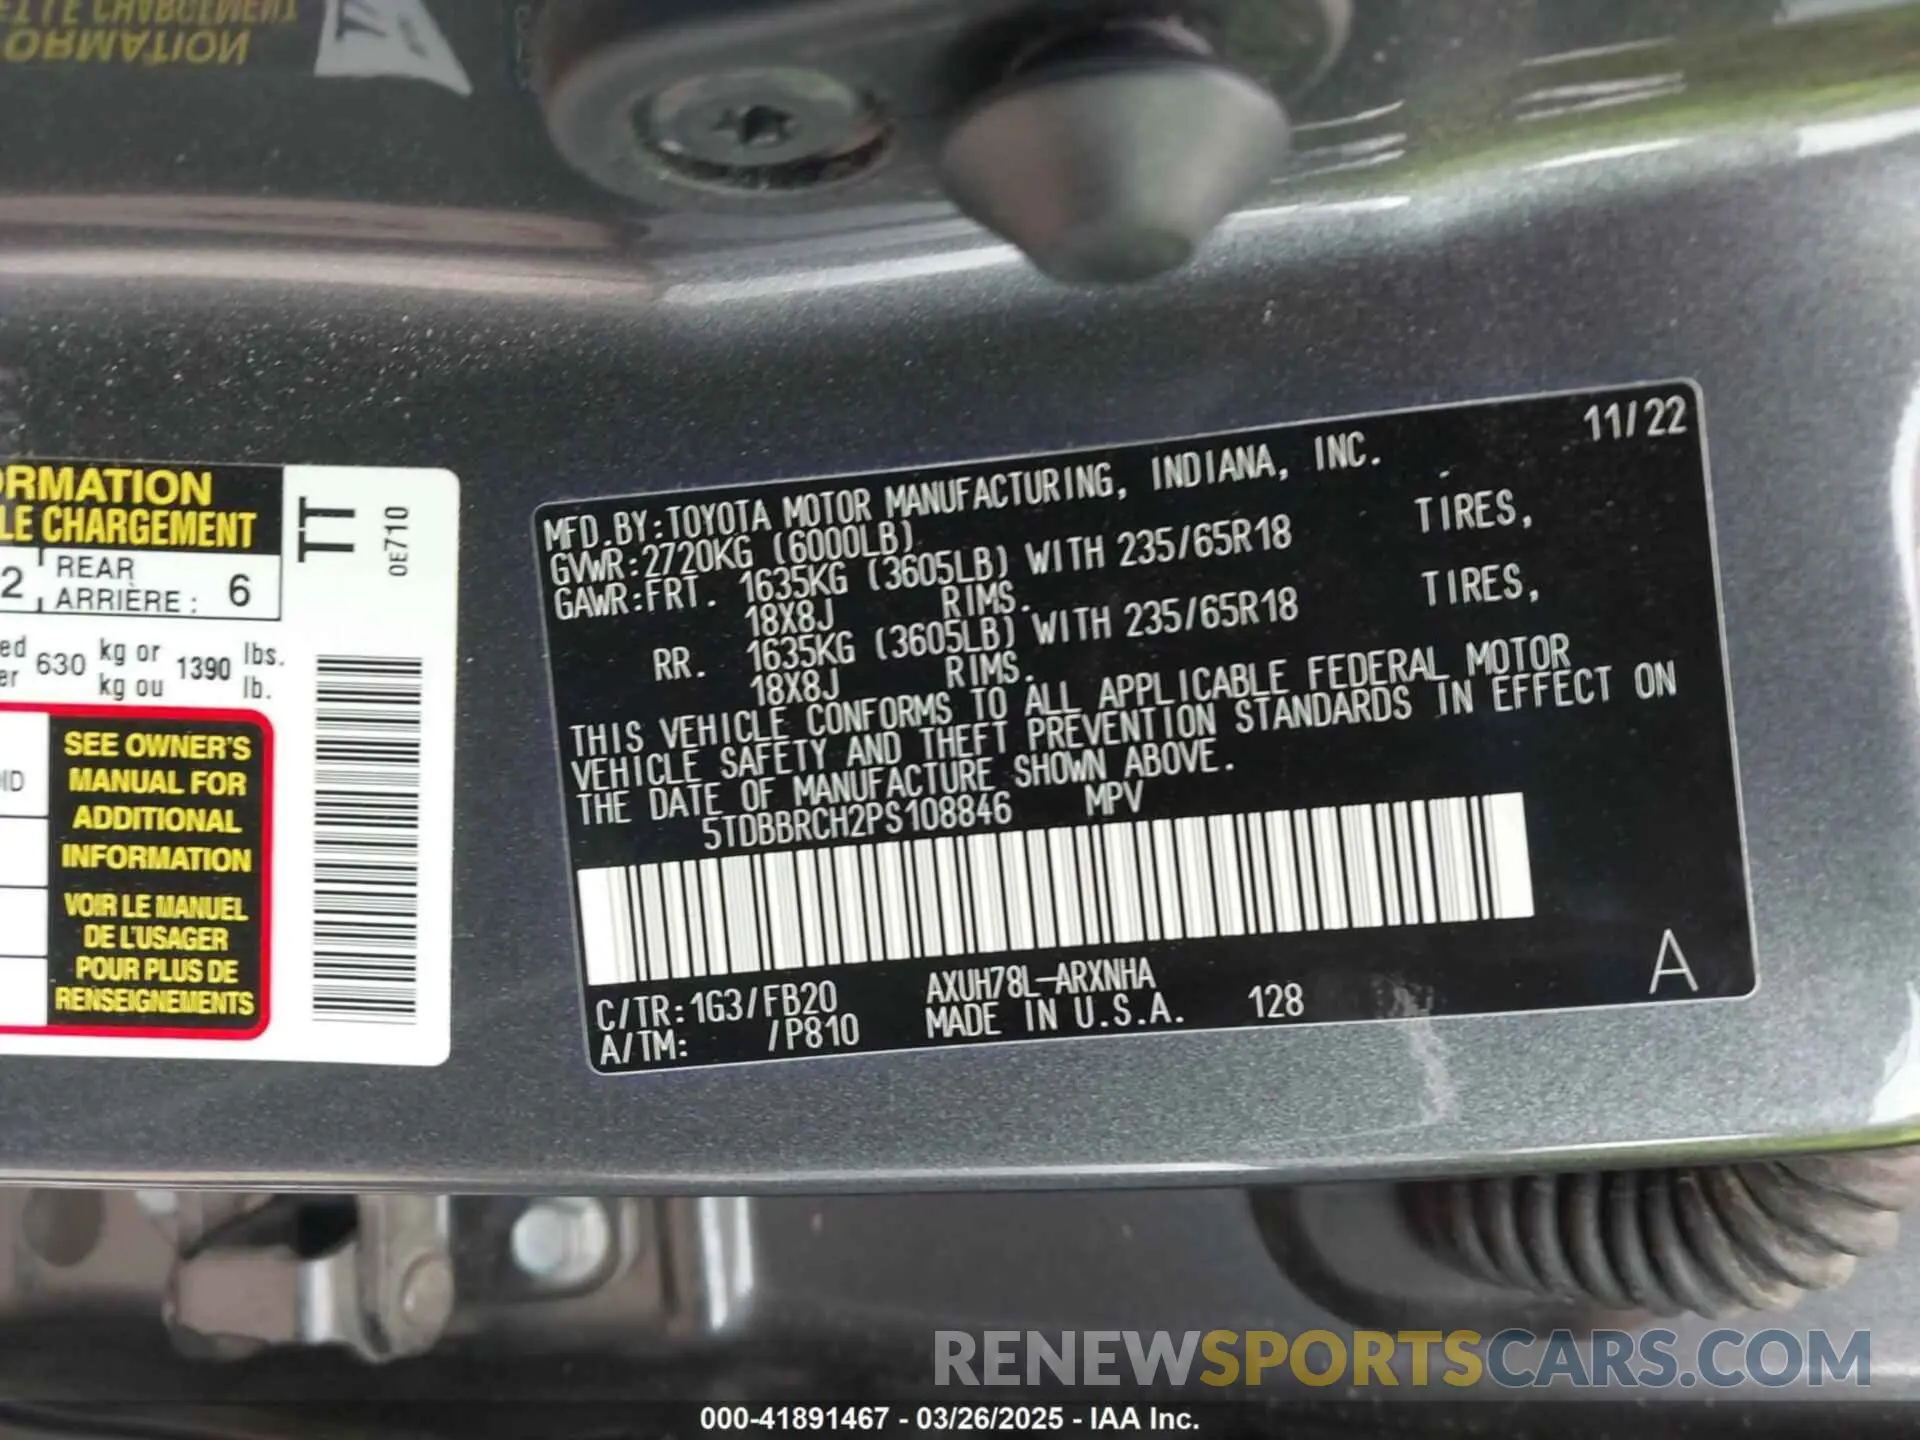 ETTE CHARGEMENT
ORMATION
ORMATION
LE CHARGEMENT
2 REAR
ARRIÈRE : 6
630 kg or 1390 lbs.
kg ou lb.
SEE OWNER'S
MANUAL FOR
ADDITIONAL
INFORMATION
VOIR LE MANUEL
DE L'USAGER
POUR PLUS DE
RENSEIGNEMENTS
TT
0E710
11/22
MFD.BY:TOYOTA MOTOR MANUFACTURING, INDIANA, INC.
GVWR:2720KG (6000LB)
GAWR:FRT. 1635KG (3605LB) WITH 235/65R18 TIRES,
18X8J RIMS.
RR. 1635KG (3605LB) WITH 235/65R18 TIRES,
18X8J RIMS.
THIS VEHICLE CONFORMS TO ALL APPLICABLE FEDERAL MOTOR
VEHICLE SAFETY AND THEFT PREVENTION STANDARDS IN EFFECT ON
THE DATE OF MANUFACTURE SHOWN ABOVE.
5TDBBRCH2PS108846 MPV
C/TR:1G3/FB20 AXUH78L-ARXNHA
A/TM: /P810 MADE IN U.S.A. 128
A
RENEWSPORTSCARS.COM
000-41891467 - 03/26/2025 - IAA Inc.